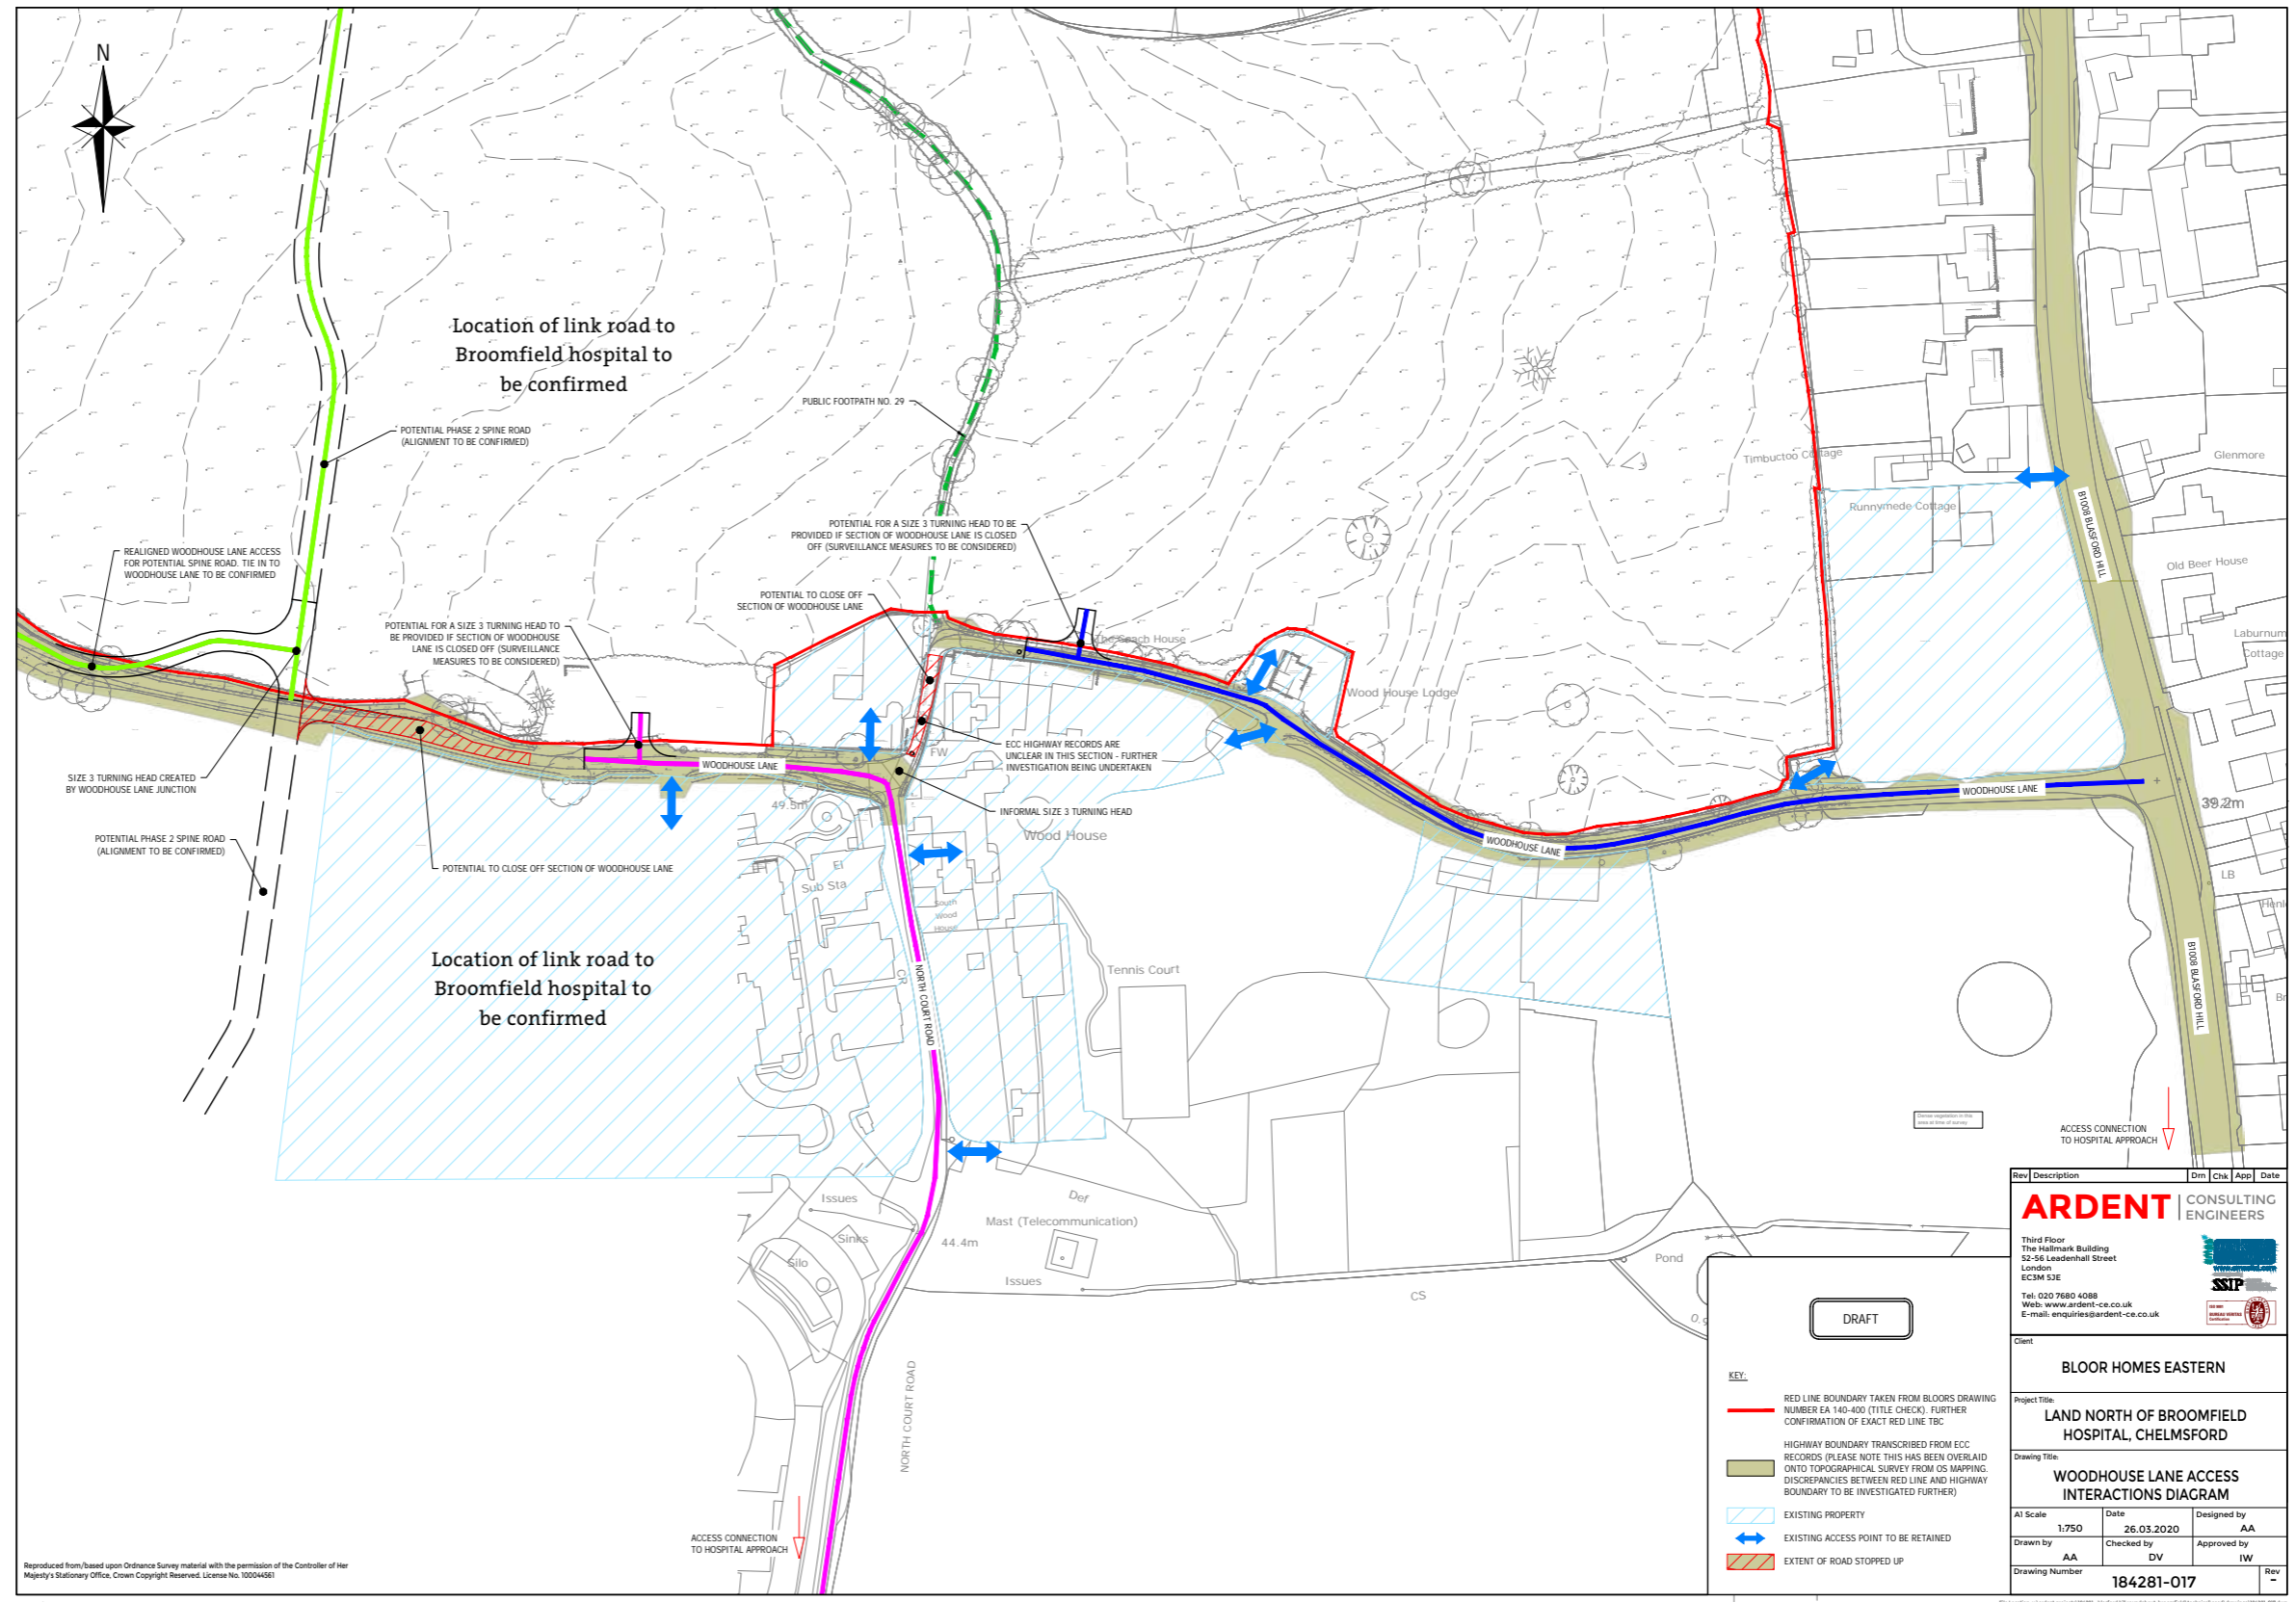 N
Location of link road to
Broomfield hospital to
be confirmed
POTENTIAL PHASE 2 SPINE ROAD
(ALIGNMENT TO BE CONFIRMED)
PUBLIC FOOTPATH NO. 29
POTENTIAL FOR A SIZE 3 TURNING HEAD TO BE
PROVIDED IF SECTION OF WOODHOUSE LANE IS CLOSED
OFF (SURVEILLANCE MEASURES TO BE CONSIDERED)
REALIGNED WOODHOUSE LANE ACCESS
FOR POTENTIAL SPINE ROAD. TIE IN TO
WOODHOUSE LANE TO BE CONFIRMED
POTENTIAL TO CLOSE OFF
SECTION OF WOODHOUSE LANE
POTENTIAL FOR A SIZE 3 TURNING HEAD TO
BE PROVIDED IF SECTION OF WOODHOUSE
LANE IS CLOSED OFF (SURVEILLANCE
MEASURES TO BE CONSIDERED)
SIZE 3 TURNING HEAD CREATED
BY WOODHOUSE LANE JUNCTION
POTENTIAL PHASE 2 SPINE ROAD
(ALIGNMENT TO BE CONFIRMED)
POTENTIAL TO CLOSE OFF SECTION OF WOODHOUSE LANE
WOODHOUSE LANE
ECC HIGHWAY RECORDS ARE
UNCLEAR IN THIS SECTION - FURTHER
INVESTIGATION BEING UNDERTAKEN
INFORMAL SIZE 3 TURNING HEAD
FW
49.5m
Wood House
El
Sub Sta
South
Wood
House
CR
NORTH COURT ROAD
Coach House
Wood House Lodge
WOODHOUSE LANE
WOODHOUSE LANE
Timbuctoo Cottage
Runnymede Cottage
B1008 BLASFORD HILL
Glenmore
Old Beer House
Laburnum
Cottage
39.2m
LB
B1008 BLASFORD HILL
Location of link road to
Broomfield hospital to
be confirmed
Tennis Court
Dense vegetation in this
area at time of survey
ACCESS CONNECTION
TO HOSPITAL APPROACH
Issues
Sinks
Silo
44.4m
Def
Mast (Telecommunication)
Issues
CS
Pond
NORTH COURT ROAD
ACCESS CONNECTION
TO HOSPITAL APPROACH
Reproduced from/based upon Ordnance Survey material with the permission of the Controller of Her
Majesty's Stationary Office, Crown Copyright Reserved. License No. 100044561
DRAFT
KEY:
RED LINE BOUNDARY TAKEN FROM BLOORS DRAWING
NUMBER EA 140-400 (TITLE CHECK). FURTHER
CONFIRMATION OF EXACT RED LINE TBC
HIGHWAY BOUNDARY TRANSCRIBED FROM ECC
RECORDS (PLEASE NOTE THIS HAS BEEN OVERLAID
ONTO TOPOGRAPHICAL SURVEY FROM OS MAPPING.
DISCREPANCIES BETWEEN RED LINE AND HIGHWAY
BOUNDARY TO BE INVESTIGATED FURTHER)
EXISTING PROPERTY
EXISTING ACCESS POINT TO BE RETAINED
EXTENT OF ROAD STOPPED UP
Rev Description Drn Chk App Date
ARDENT CONSULTING
ENGINEERS
Third Floor
The Hallmark Building
52-56 Leadenhall Street
London
EC3M 5JE
Tel: 020 7680 4088
Web: www.ardent-ce.co.uk
E-mail: enquiries@ardent-ce.co.uk
SSIP
Client
BLOOR HOMES EASTERN
Project Title:
LAND NORTH OF BROOMFIELD
HOSPITAL, CHELMSFORD
Drawing Title:
WOODHOUSE LANE ACCESS
INTERACTIONS DIAGRAM
A1 Scale Date Designed by
1:750 26.03.2020 AA
Drawn by Checked by Approved by
AA DV IW
Drawing Number Rev
184281-017 -